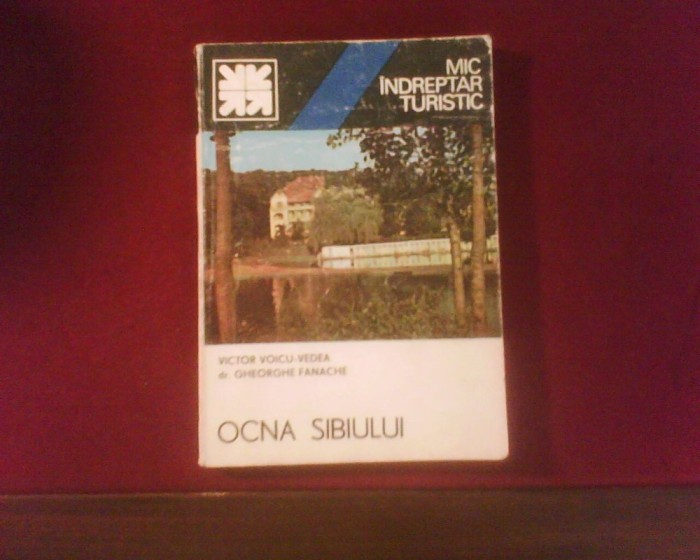 MIC
ÎNDREPTAR
TURISTIC
VICTOR VOICU-VEDEA
dr. GHEORGHE FANACHE
OCNA SIBIULUI